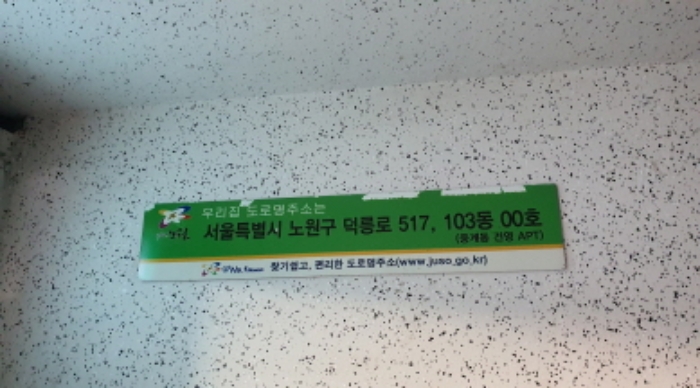 우리집 도로명주소는
서울특별시 노원구 덕릉로 517, 103동 00호
(중계동 건영 APT)
찾기쉽고, 편리한 도로명주소(www.juso.go.kr)